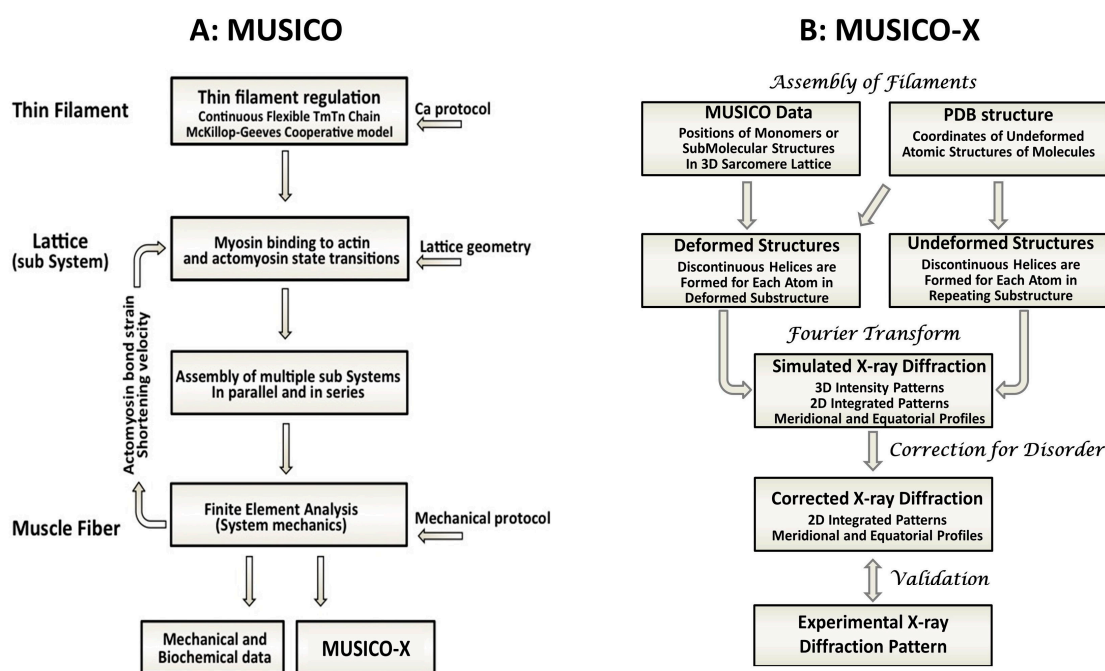 A: MUSICO
Thin Filament
Thin filament regulation
Continuous Flexible TmTn Chain
McKillop-Geeves Cooperative model
Ca protocol
Lattice
(sub System)
Myosin binding to actin
and actomyosin state transitions
Lattice geometry
Actomyosin bond strain
Shortening velocity
Assembly of multiple sub Systems
In parallel and in series
Muscle Fiber
Finite Element Analysis
(System mechanics)
Mechanical protocol
Mechanical and
Biochemical data
MUSICO-X
B: MUSICO-X
Assembly of Filaments
MUSICO Data
Positions of Monomers or
SubMolecular Structures
In 3D Sarcomere Lattice
PDB structure
Coordinates of Undeformed
Atomic Structures of Molecules
Deformed Structures
Discontinuous Helices are
Formed for Each Atom in
Deformed Substructure
Undeformed Structures
Discontinuous Helices are
Formed for Each Atom in
Repeating Substructure
Fourier Transform
Simulated X-ray Diffraction
3D Intensity Patterns
2D Integrated Patterns
Meridional and Equatorial Profiles
Correction for Disorder
Corrected X-ray Diffraction
2D Integrated Patterns
Meridional and Equatorial Profiles
Validation
Experimental X-ray
Diffraction Pattern